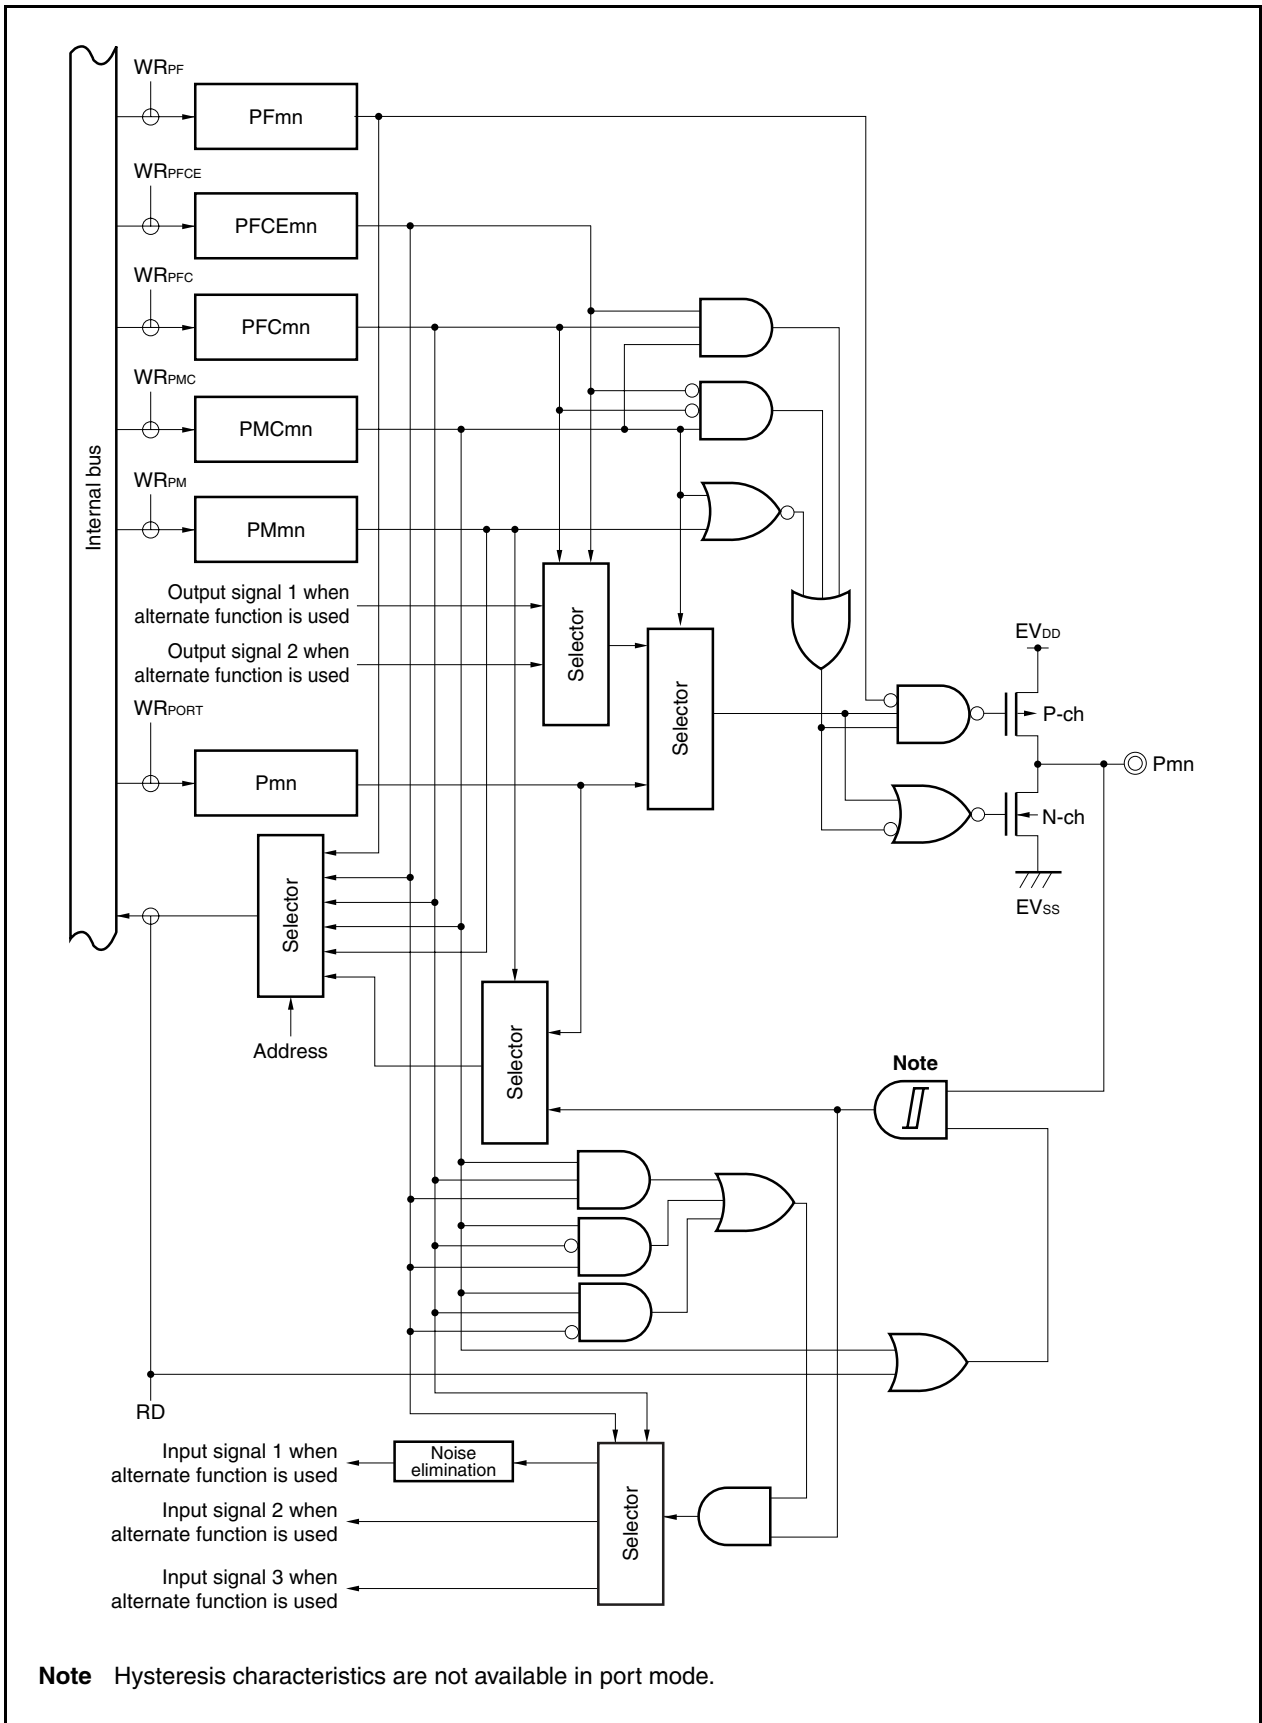 WRPF
PFmn
WRPFCE
PFCEmn
WRPFC
PFCmn
WRPMC
PMCmn
Internal bus
WRPM
PMmn
Output signal 1 when
alternate function is used
Output signal 2 when
alternate function is used
Selector
Selector
WRPORT
Pmn
EVDD
P-ch
Pmn
N-ch
EVSS
Selector
Address
Selector
Note
RD
Input signal 1 when
alternate function is used
Noise
elimination
Input signal 2 when
alternate function is used
Input signal 3 when
alternate function is used
Selector
Note Hysteresis characteristics are not available in port mode.